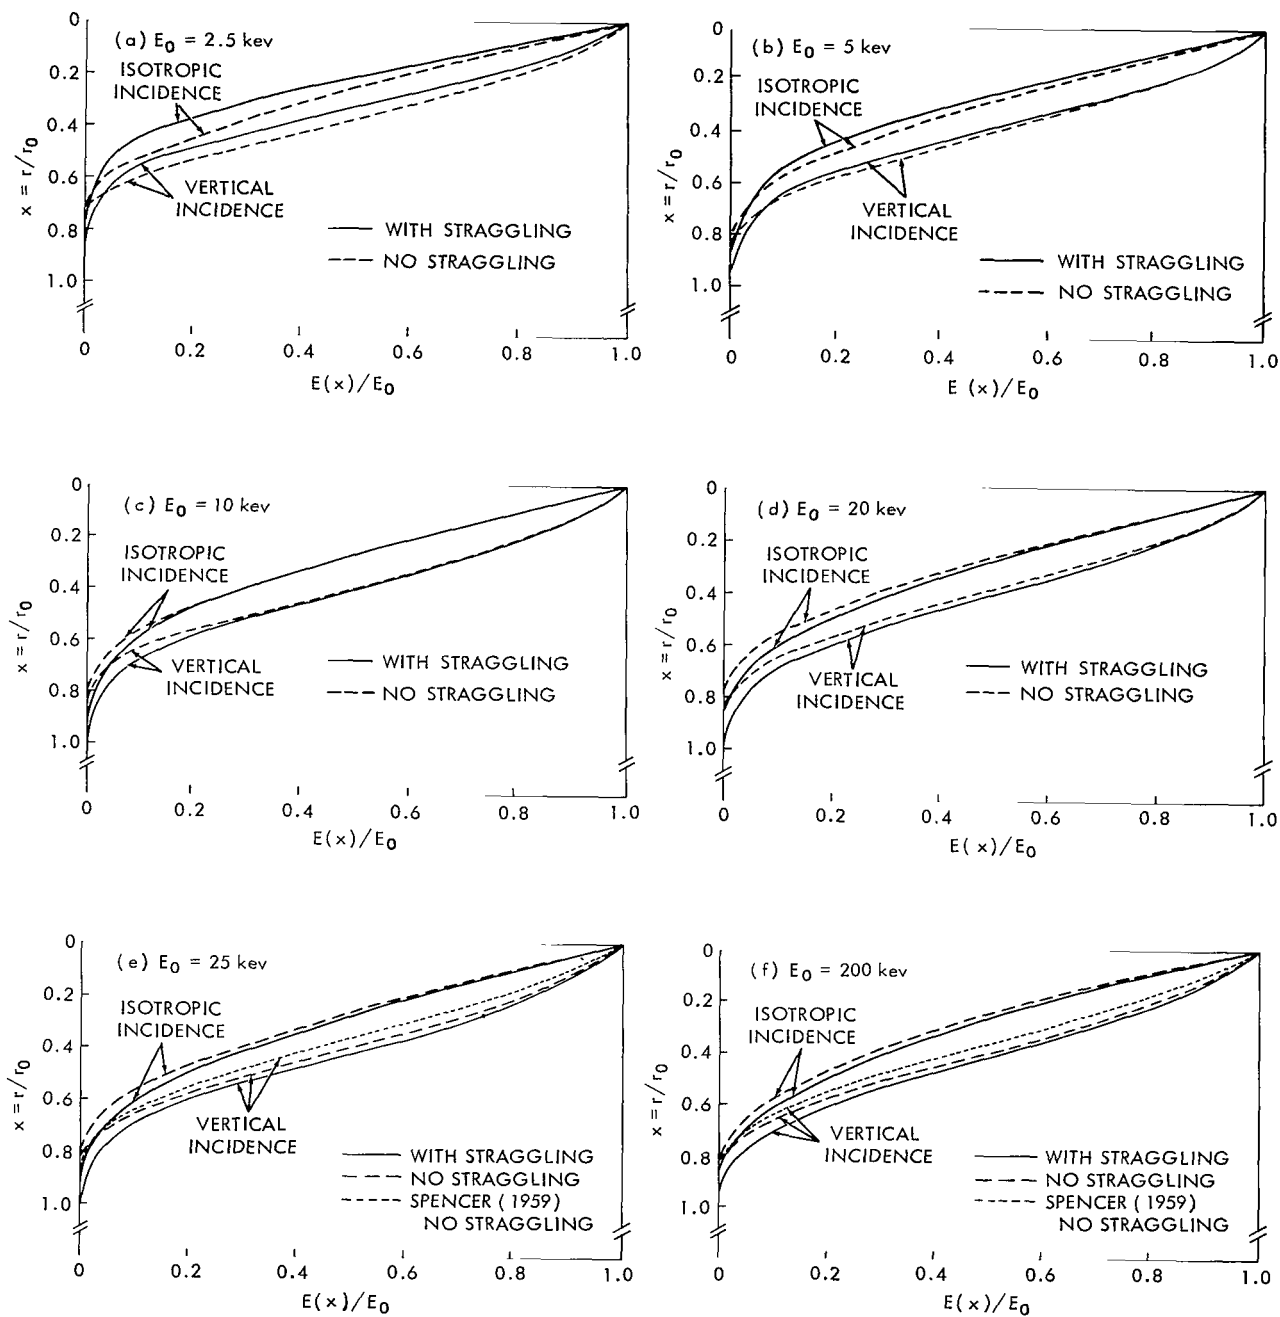 (a) E0 = 2.5 kev
ISOTROPIC
INCIDENCE
VERTICAL
INCIDENCE
WITH STRAGGLING
NO STRAGGLING
0
0.2
0.4
0.6
0.8
1.0
x = r/r0
0 0.2 0.4 0.6 0.8 1.0
E(x)/E0
(b) E0 = 5 kev
ISOTROPIC
INCIDENCE
VERTICAL
INCIDENCE
WITH STRAGGLING
NO STRAGGLING
0
0.2
0.4
0.6
0.8
1.0
x = r/r0
0 0.2 0.4 0.6 0.8 1.0
E (x)/E0
(c) E0 = 10 kev
ISOTROPIC
INCIDENCE
VERTICAL
INCIDENCE
WITH STRAGGLING
NO STRAGGLING
0
0.2
0.4
0.6
0.8
1.0
x = r/r0
0 0.2 0.4 0.6 0.8 1.0
E(x)/E0
(d) E0 = 20 kev
ISOTROPIC
INCIDENCE
VERTICAL
INCIDENCE
WITH STRAGGLING
NO STRAGGLING
0
0.2
0.4
0.6
0.8
1.0
x = r/r0
0 0.2 0.4 0.6 0.8 1.0
E(x)/E0
(e) E0 = 25 kev
ISOTROPIC
INCIDENCE
VERTICAL
INCIDENCE
WITH STRAGGLING
NO STRAGGLING
SPENCER (1959)
NO STRAGGLING
0
0.2
0.4
0.6
0.8
1.0
x = r/r0
0 0.2 0.4 0.6 0.8 1.0
E(x)/E0
(f) E0 = 200 kev
ISOTROPIC
INCIDENCE
VERTICAL
INCIDENCE
WITH STRAGGLING
NO STRAGGLING
SPENCER (1959)
NO STRAGGLING
0
0.2
0.4
0.6
0.8
1.0
x = r/r0
0 0.2 0.4 0.6 0.8 1.0
E(x)/E0